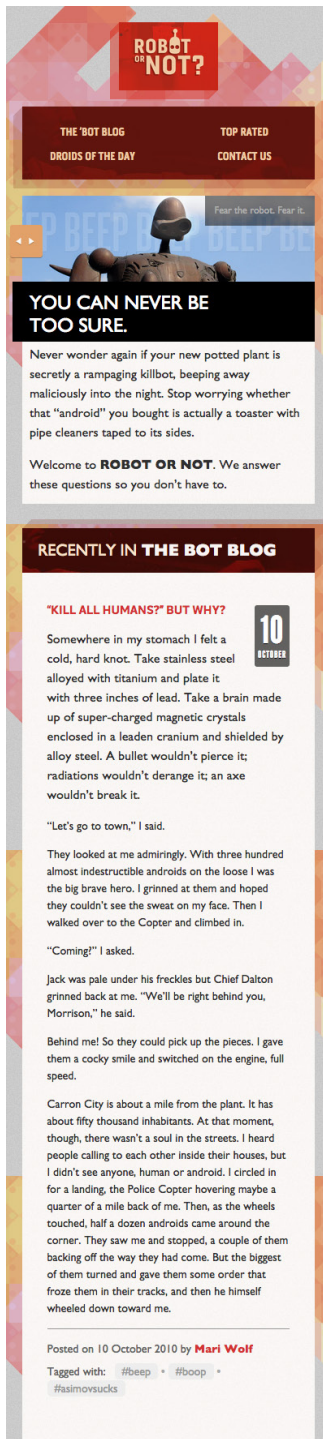 ROBOT
OR NOT?
THE 'BOT BLOG
TOP RATED
DROIDS OF THE DAY
CONTACT US
Fear the robot. Fear it.
EP BEEP BEEP BEEP BE
YOU CAN NEVER BE
TOO SURE.
Never wonder again if your new potted plant is
secretly a rampaging killbot, beeping away
maliciously into the night. Stop worrying whether
that “android” you bought is actually a toaster with
pipe cleaners taped to its sides.
Welcome to ROBOT OR NOT. We answer
these questions so you don't have to.
RECENTLY IN THE BOT BLOG
“KILL ALL HUMANS?” BUT WHY?
10
OCTOBER
Somewhere in my stomach I felt a
cold, hard knot. Take stainless steel
alloyed with titanium and plate it
with three inches of lead. Take a brain made
up of super-charged magnetic crystals
enclosed in a leaden cranium and shielded by
alloy steel. A bullet wouldn’t pierce it;
radiations wouldn’t derange it; an axe
wouldn’t break it.
“Let’s go to town,” I said.
They looked at me admiringly. With three hundred
almost indestructible androids on the loose I was
the big brave hero. I grinned at them and hoped
they couldn’t see the sweat on my face. Then I
walked over to the Copter and climbed in.
“Coming?” I asked.
Jack was pale under his freckles but Chief Dalton
grinned back at me. “We’ll be right behind you,
Morrison,” he said.
Behind me! So they could pick up the pieces. I gave
them a cocky smile and switched on the engine, full
speed.
Carron City is about a mile from the plant. It has
about fifty thousand inhabitants. At that moment,
though, there wasn’t a soul in the streets. I heard
people calling to each other inside their houses, but
I didn’t see anyone, human or android. I circled in
for a landing, the Police Copter hovering maybe a
quarter of a mile back of me. Then, as the wheels
touched, half a dozen androids came around the
corner. They saw me and stopped, a couple of them
backing off the way they had come. But the biggest
of them turned and gave them some order that
froze them in their tracks, and then he himself
wheeled down toward me.
Posted on 10 October 2010 by Mari Wolf
Tagged with: #beep • #boop •
#asimovsucks